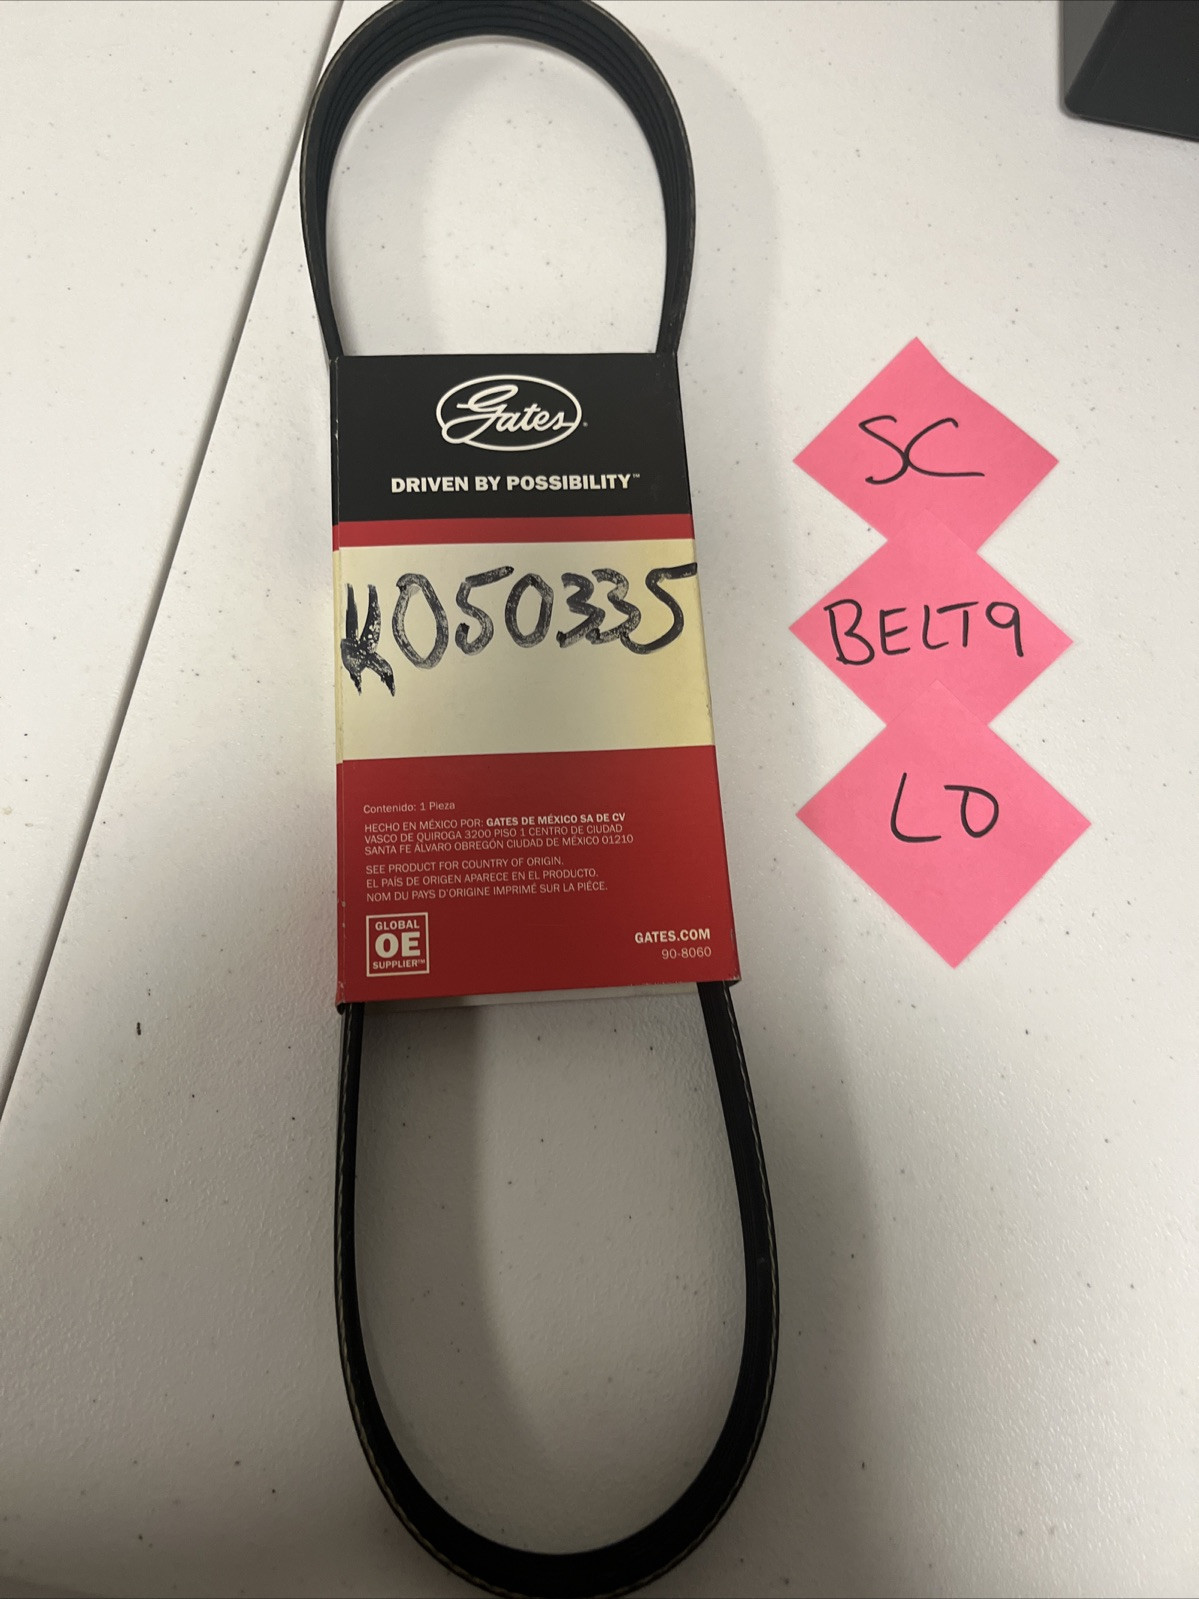 Gates
DRIVEN BY POSSIBILITY™
K050335
Contenido: 1 Pieza
HECHO EN MÉXICO POR: GATES DE MÉXICO SA DE CV
VASCO DE QUIROGA 3200 PISO 1 CENTRO DE CIUDAD
SANTA FE ÁLVARO OBREGÓN CIUDAD DE MÉXICO 01210
SEE PRODUCT FOR COUNTRY OF ORIGIN.
EL PAÍS DE ORIGEN APARECE EN EL PRODUCTO.
NOM DU PAYS D'ORIGINE IMPRIMÉ SUR LA PIÈCE.
GLOBAL
OE
SUPPLIER™
GATES.COM
90-8060
SC
BELT9
LO